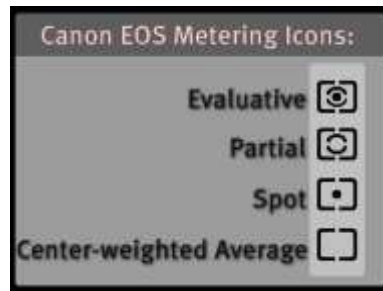 Canon EOS Metering Icons:
Evaluative
Partial
Spot
Center-weighted Average